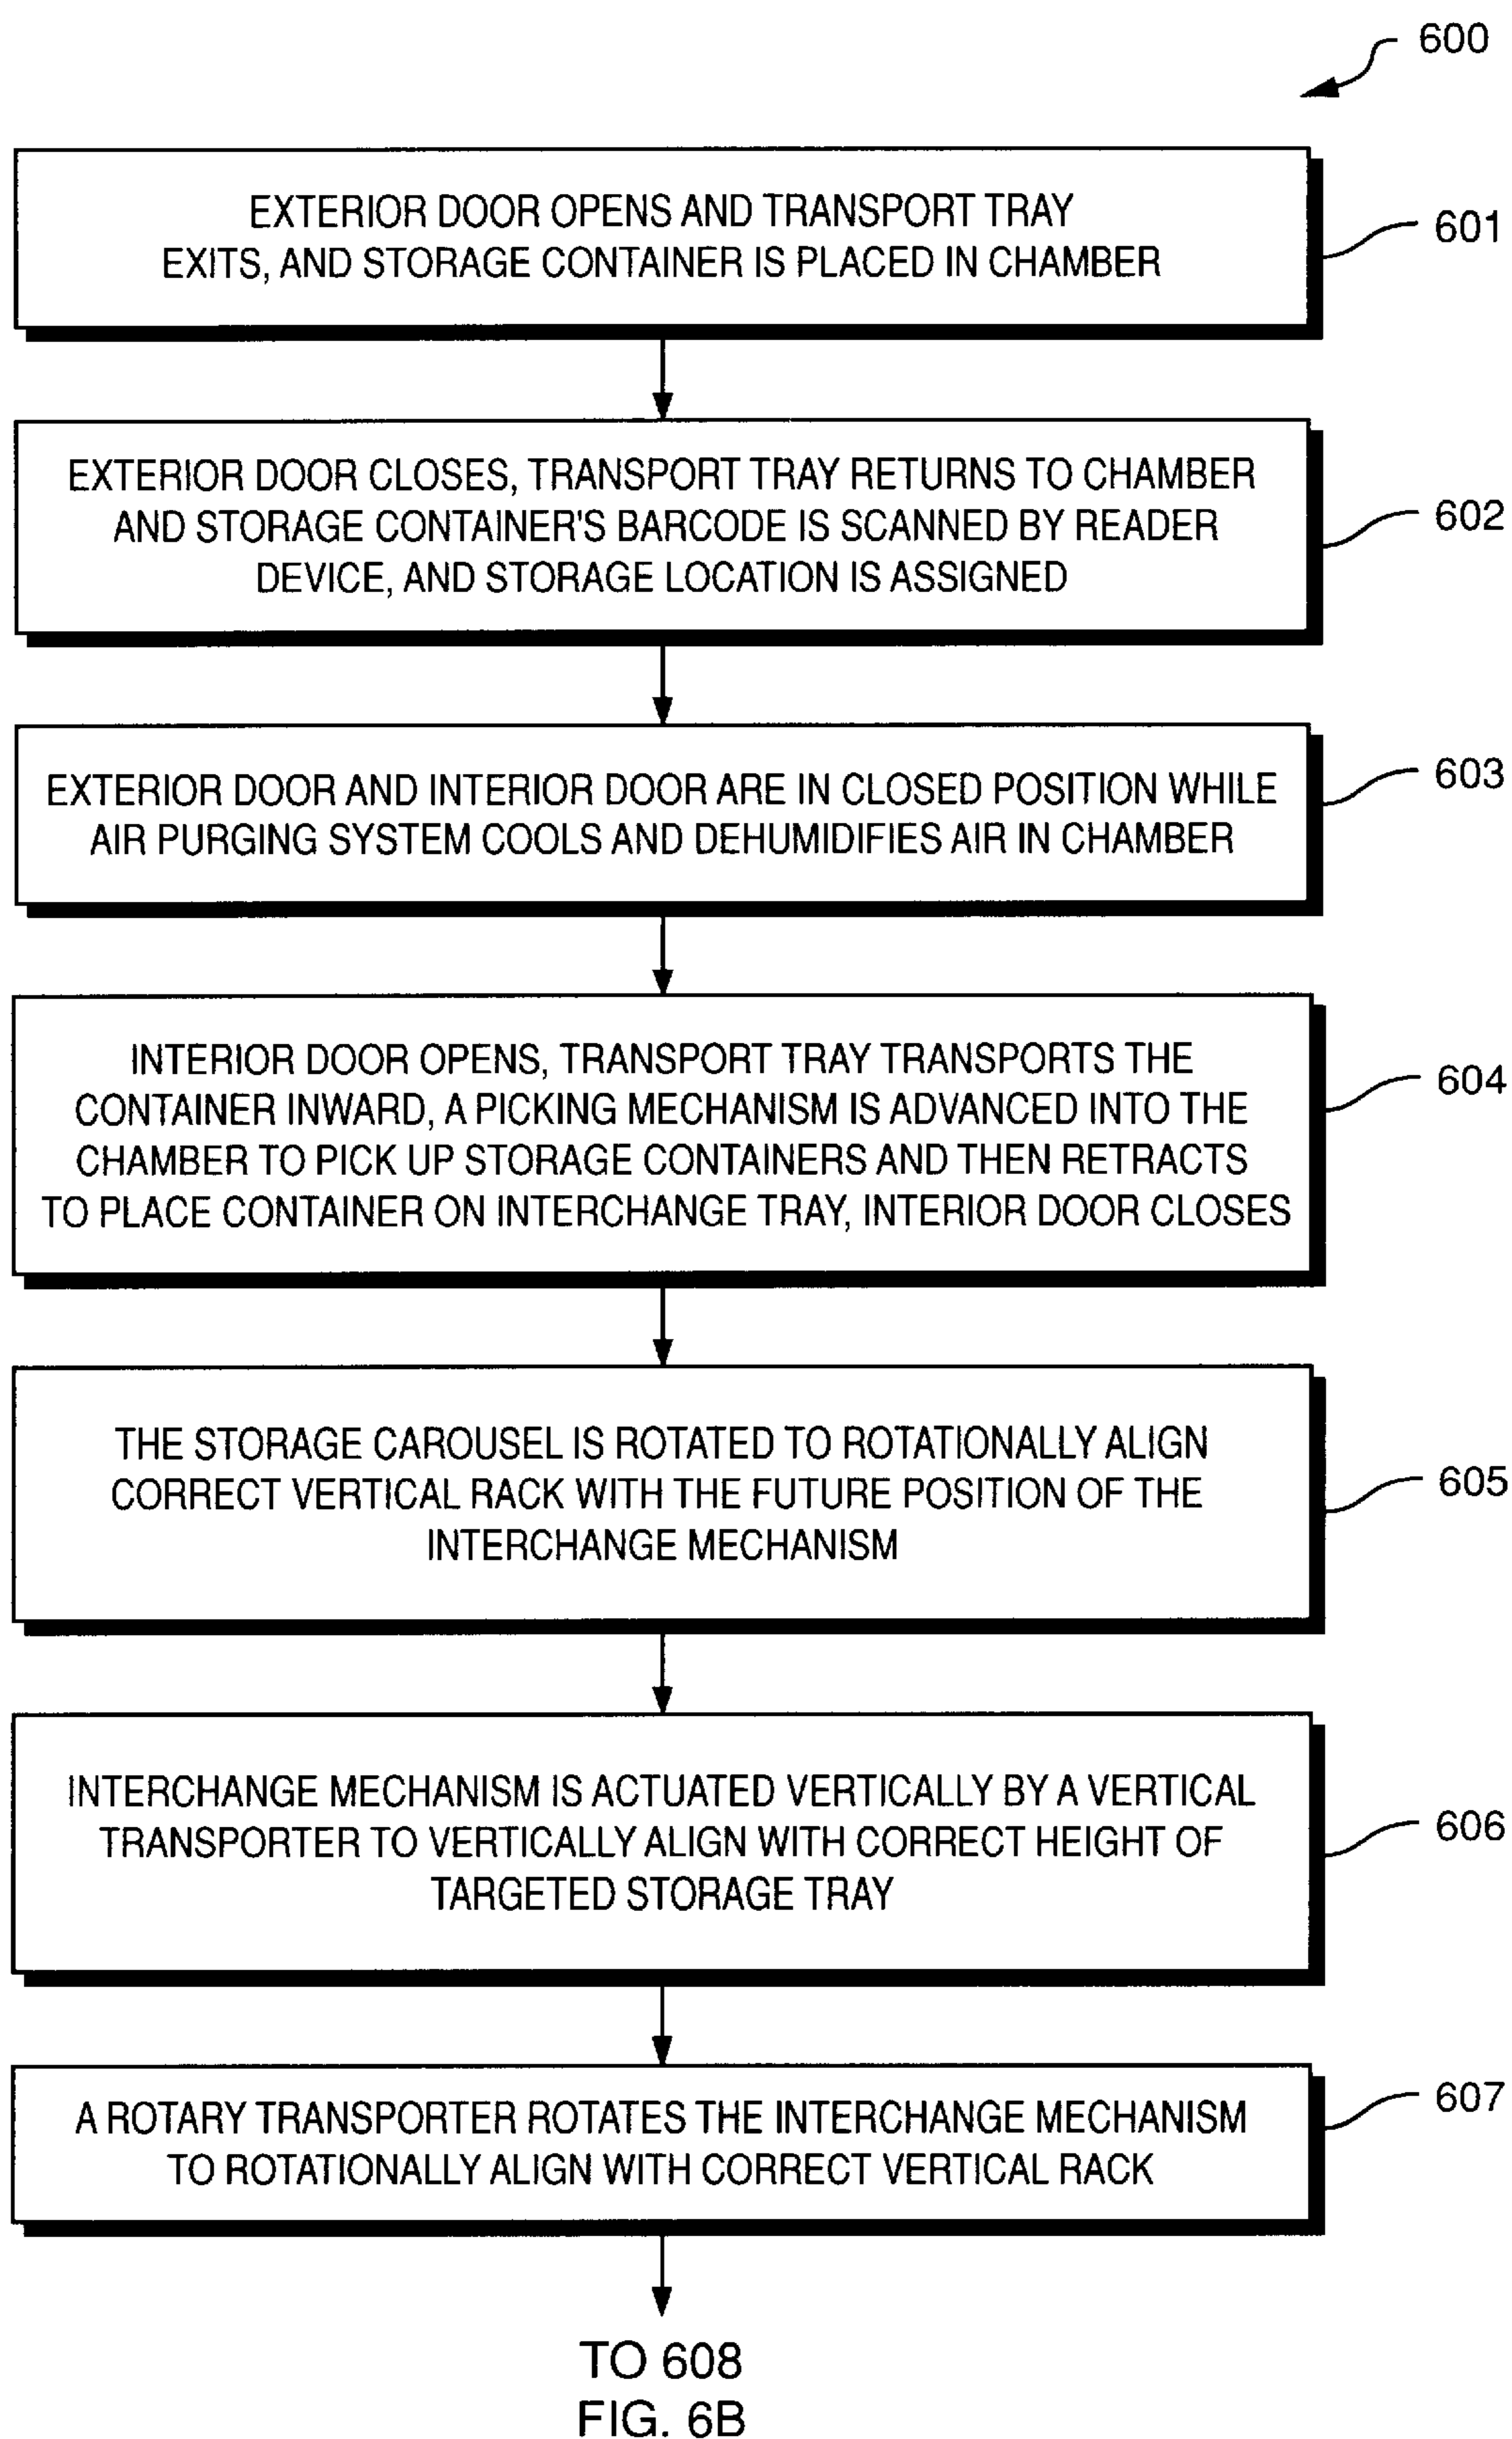 600
EXTERIOR DOOR OPENS AND TRANSPORT TRAY
EXITS, AND STORAGE CONTAINER IS PLACED IN CHAMBER
601
EXTERIOR DOOR CLOSES, TRANSPORT TRAY RETURNS TO CHAMBER
AND STORAGE CONTAINER'S BARCODE IS SCANNED BY READER
DEVICE, AND STORAGE LOCATION IS ASSIGNED
602
EXTERIOR DOOR AND INTERIOR DOOR ARE IN CLOSED POSITION WHILE
AIR PURGING SYSTEM COOLS AND DEHUMIDIFIES AIR IN CHAMBER
603
INTERIOR DOOR OPENS, TRANSPORT TRAY TRANSPORTS THE
CONTAINER INWARD, A PICKING MECHANISM IS ADVANCED INTO THE
CHAMBER TO PICK UP STORAGE CONTAINERS AND THEN RETRACTS
TO PLACE CONTAINER ON INTERCHANGE TRAY, INTERIOR DOOR CLOSES
604
THE STORAGE CAROUSEL IS ROTATED TO ROTATIONALLY ALIGN
CORRECT VERTICAL RACK WITH THE FUTURE POSITION OF THE
INTERCHANGE MECHANISM
605
INTERCHANGE MECHANISM IS ACTUATED VERTICALLY BY A VERTICAL
TRANSPORTER TO VERTICALLY ALIGN WITH CORRECT HEIGHT OF
TARGETED STORAGE TRAY
606
A ROTARY TRANSPORTER ROTATES THE INTERCHANGE MECHANISM
TO ROTATIONALLY ALIGN WITH CORRECT VERTICAL RACK
607
TO 608
FIG. 6B